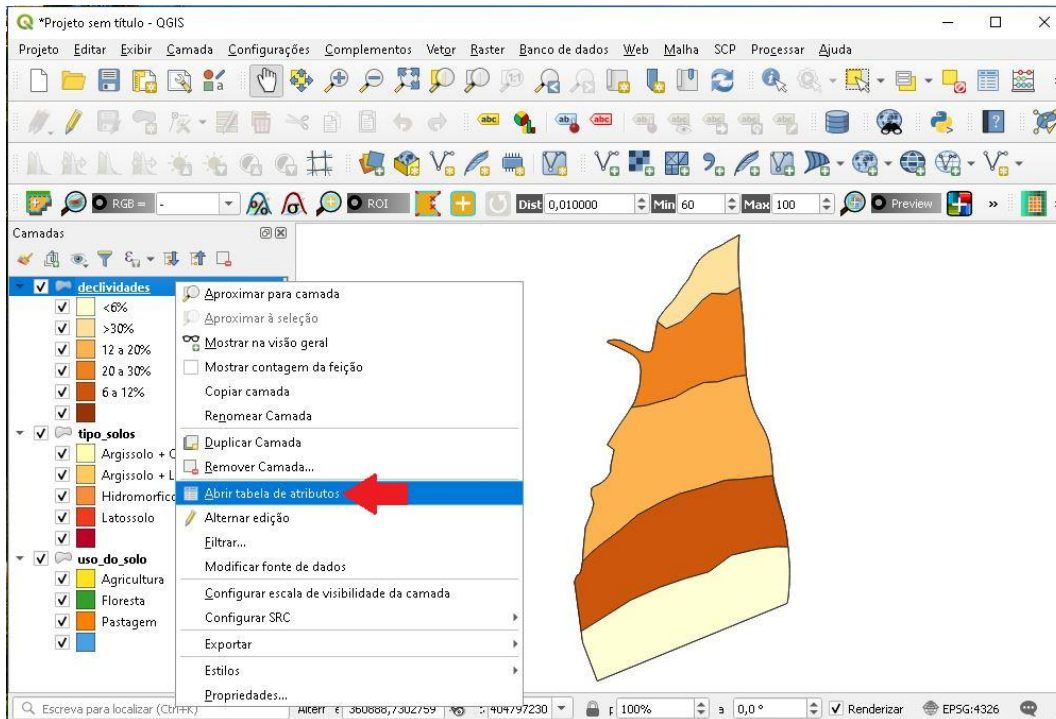 *Projeto sem título - QGIS
Projeto Editar Exibir Camada Configurações Complementos Vetor Raster Banco de dados Web Malha SCP Processar Ajuda
RGB = - ROI Dist 0,010000 Min 60 Max 100 Preview »
Camadas
declividades
<6%
>30%
12 a 20%
20 a 30%
6 a 12%
tipo_solos
Argissolo + C
Argissolo + L
Hidromorfico
Latossolo
uso_do_solo
Agricultura
Floresta
Pastagem
Aproximar para camada
Aproximar à seleção
Mostrar na visão geral
Mostrar contagem da feição
Copiar camada
Renomear Camada
Duplicar Camada
Remover Camada...
Abrir tabela de atributos
Alternar edição
Filtrar...
Modificar fonte de dados
Configurar escala de visibilidade da camada
Configurar SRC
Exportar
Estilos
Propriedades...
Escreva para localizar (Ctrl+K) 360888,7302759 404797230 100% 0,0 ° Renderizar EPSG:4326